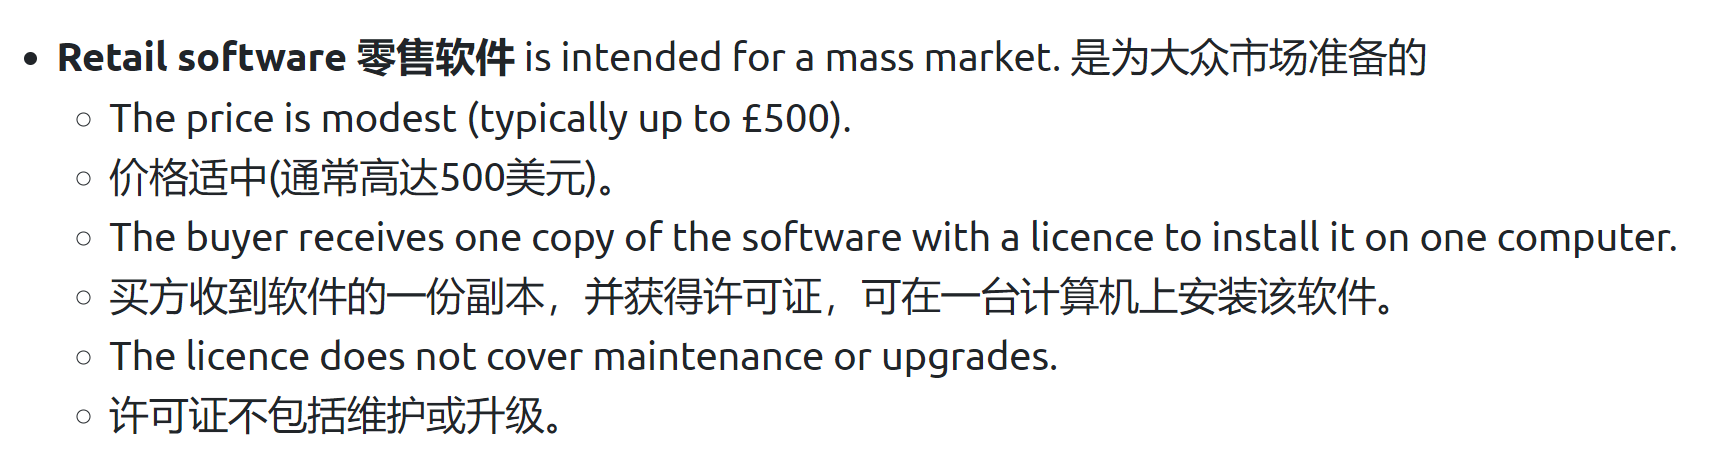 Retail software 零售软件 is intended for a mass market. 是为大众市场准备的
The price is modest (typically up to £500).
价格适中(通常高达500美元)。
The buyer receives one copy of the software with a licence to install it on one computer.
买方收到软件的一份副本，并获得许可证，可在一台计算机上安装该软件。
The licence does not cover maintenance or upgrades.
许可证不包括维护或升级。